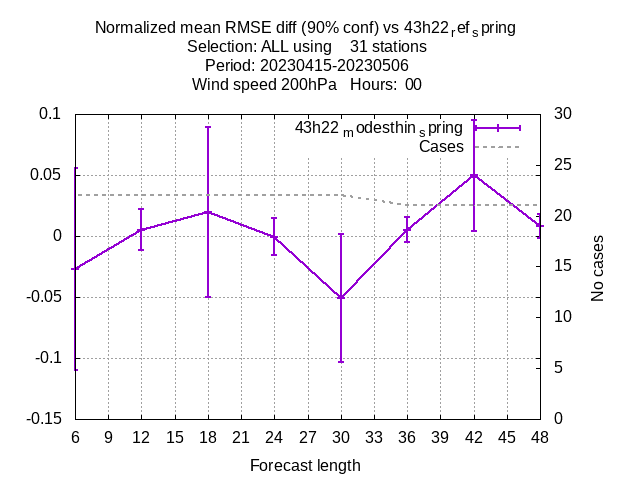 Normalized mean RMSE diff (90% conf) vs 43h22refspring
Selection: ALL using 31 stations
Period: 20230415-20230506
Wind speed 200hPa Hours: 00
43h22modesthinspring
Cases
0.1
0.05
0
-0.05
-0.1
-0.15
30
25
20
15
10
5
0
No cases
6 9 12 15 18 21 24 27 30 33 36 39 42 45 48
Forecast length